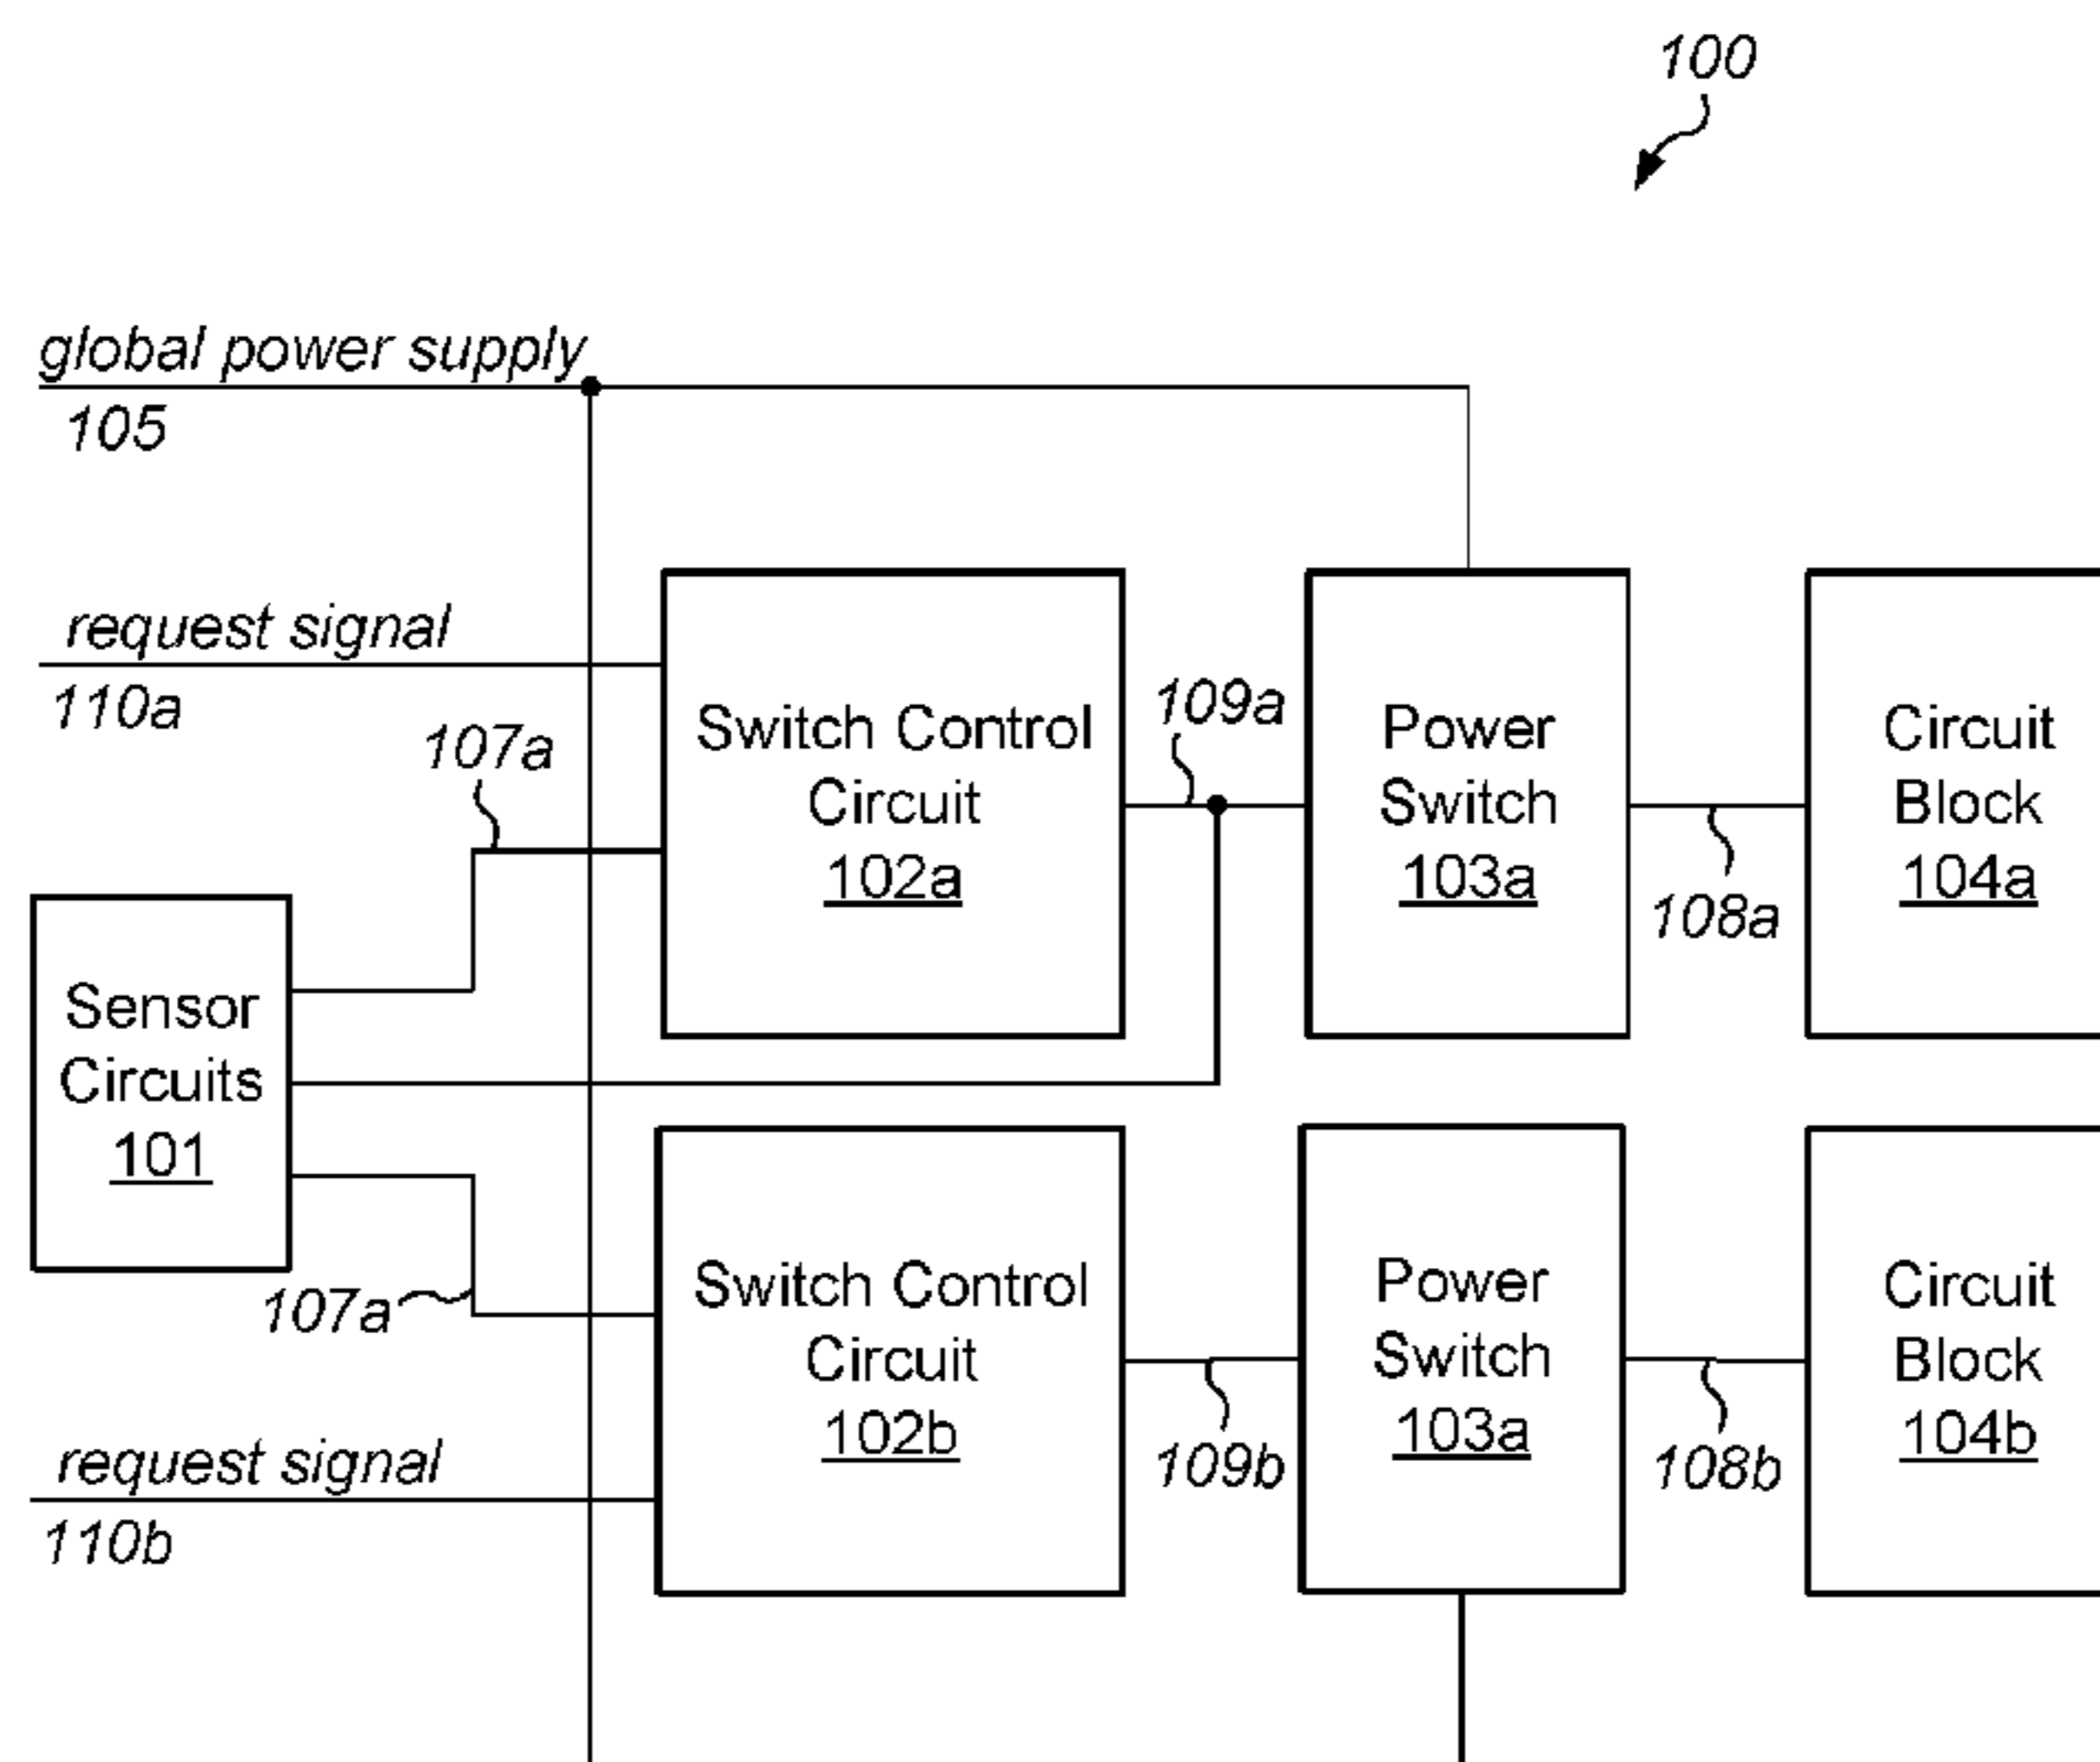 100
global power supply
105
request signal
110a
107a
Switch Control
Circuit
102a
109a
Power
Switch
103a
108a
Circuit
Block
104a
Sensor
Circuits
101
107a
Switch Control
Circuit
102b
109b
Power
Switch
103a
108b
Circuit
Block
104b
request signal
110b